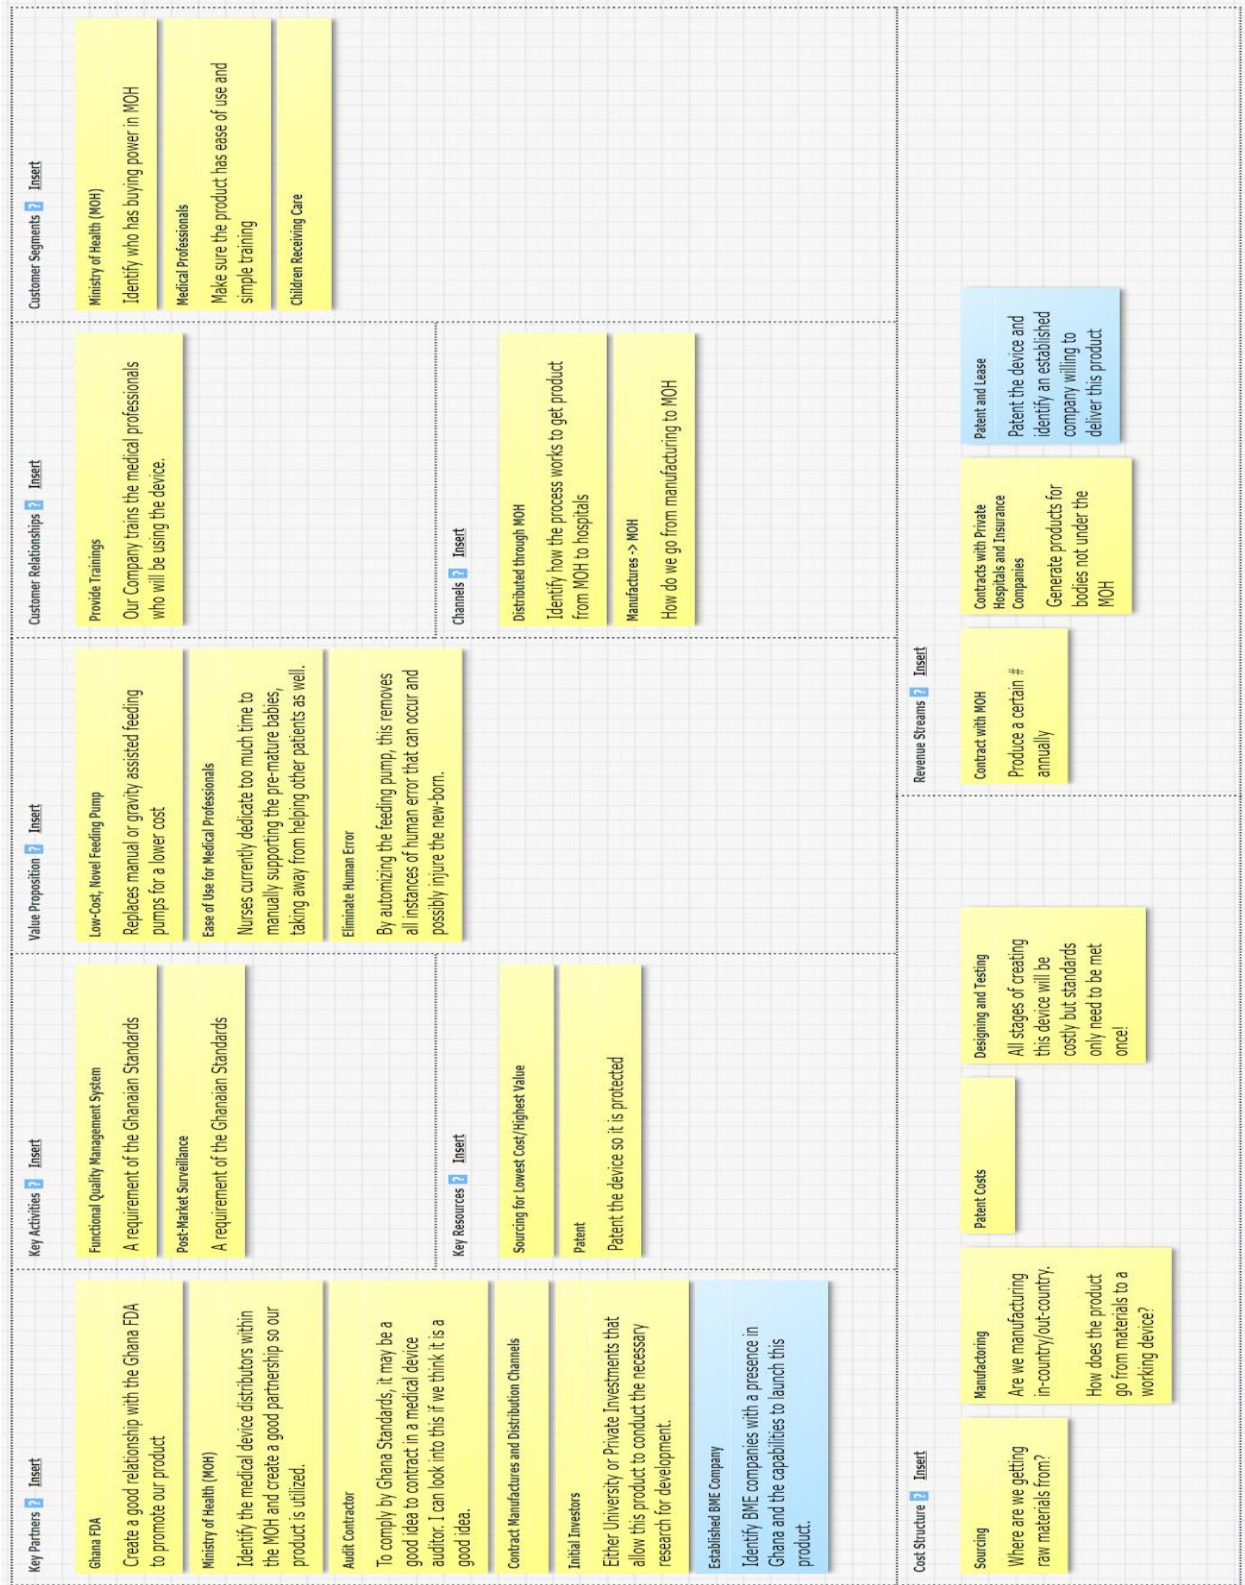 Key Partners ? Insert
Ghana FDA
Create a good relationship with the Ghana FDA
to promote our product
Ministry of Health (MOH)
Identify the medical device distributors within
the MOH and create a good partnership so our
product is utilized.
Audit Contractor
To comply by Ghana Standards, it may be a
good idea to contract in a medical device
auditor. I can look into this if we think it is a
good idea.
Contract Manufactures and Distribution Channels
Initial Investors
Either University or Private Investments that
allow this product to conduct the necessary
research for development.
Established BME Company
Identify BME companies with a presence in
Ghana and the capabilities to launch this
product.
Key Activities ? Insert
Functional Quality Management System
A requirement of the Ghanaian Standards
Post-Market Surveillance
A requirement of the Ghanaian Standards
Key Resources ? Insert
Sourcing for Lowest Cost/Highest Value
Patent
Patent the device so it is protected
Value Proposition ? Insert
Low-Cost, Novel Feeding Pump
Replaces manual or gravity assisted feeding
pumps for a lower cost
Ease of Use for Medical Professionals
Nurses currently dedicate too much time to
manually supporting the pre-mature babies,
taking away from helping other patients as well.
Eliminate Human Error
By automizing the feeding pump, this removes
all instances of human error that can occur and
possibly injure the new-born.
Customer Relationships ? Insert
Provide Trainings
Our Company trains the medical professionals
who will be using the device.
Channels ? Insert
Distributed through MOH
Identify how the process works to get product
from MOH to hospitals
Manufactures -> MOH
How do we go from manufacturing to MOH
Customer Segments ? Insert
Ministry of Health (MOH)
Identify who has buying power in MOH
Medical Professionals
Make sure the product has ease of use and
simple training
Children Receiving Care
Cost Structure ? Insert
Sourcing
Where are we getting
raw materials from?
Manufactoring
Are we manufacturing
in-country/out-country.
How does the product
go from materials to a
working device?
Patent Costs
Designing and Testing
All stages of creating
this device will be
costly but standards
only need to be met
once!
Revenue Streams ? Insert
Contract with MOH
Produce a certain #
annually
Contracts with Private
Hospitals and Insurance
Companies
Generate products for
bodies not under the
MOH
Patent and Lease
Patent the device and
identify an established
company willing to
deliver this product